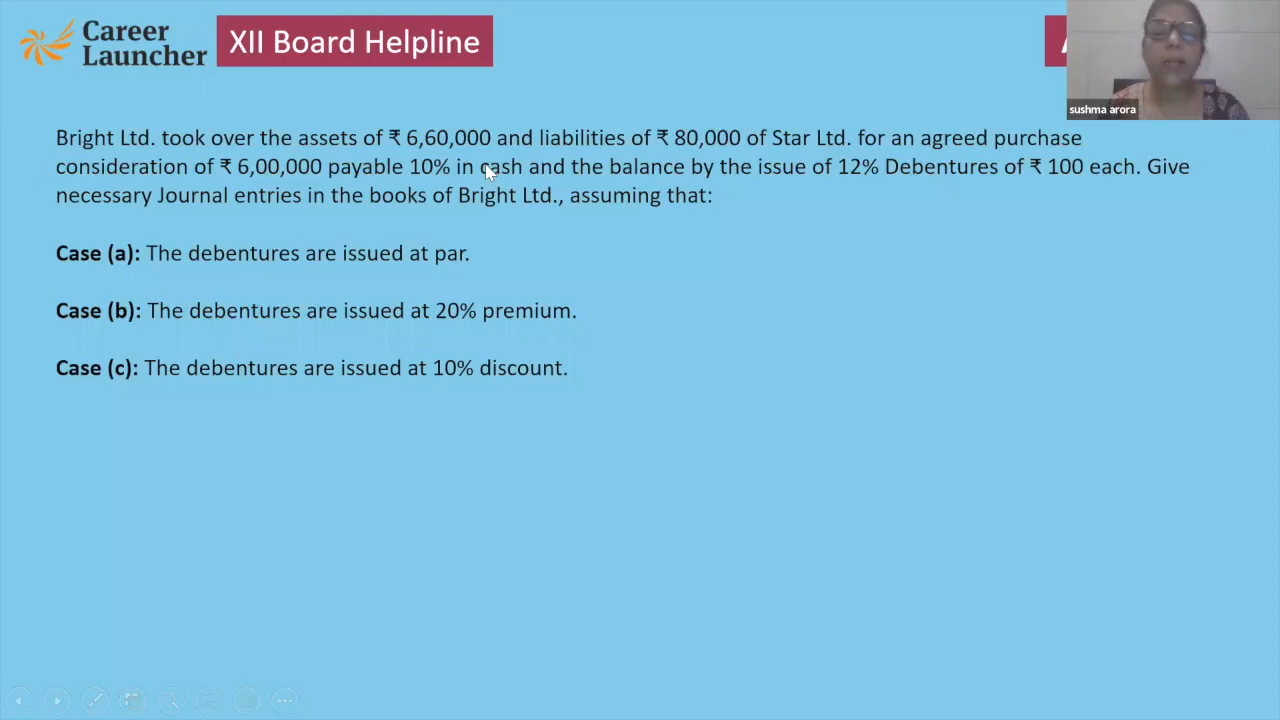 Career
Launcher
XII Board Helpline
sushma arora
Bright Ltd. took over the assets of ₹ 6,60,000 and liabilities of ₹ 80,000 of Star Ltd. for an agreed purchase
consideration of ₹ 6,00,000 payable 10% in cash and the balance by the issue of 12% Debentures of ₹ 100 each. Give
necessary Journal entries in the books of Bright Ltd., assuming that:
Case (a): The debentures are issued at par.
Case (b): The debentures are issued at 20% premium.
Case (c): The debentures are issued at 10% discount.